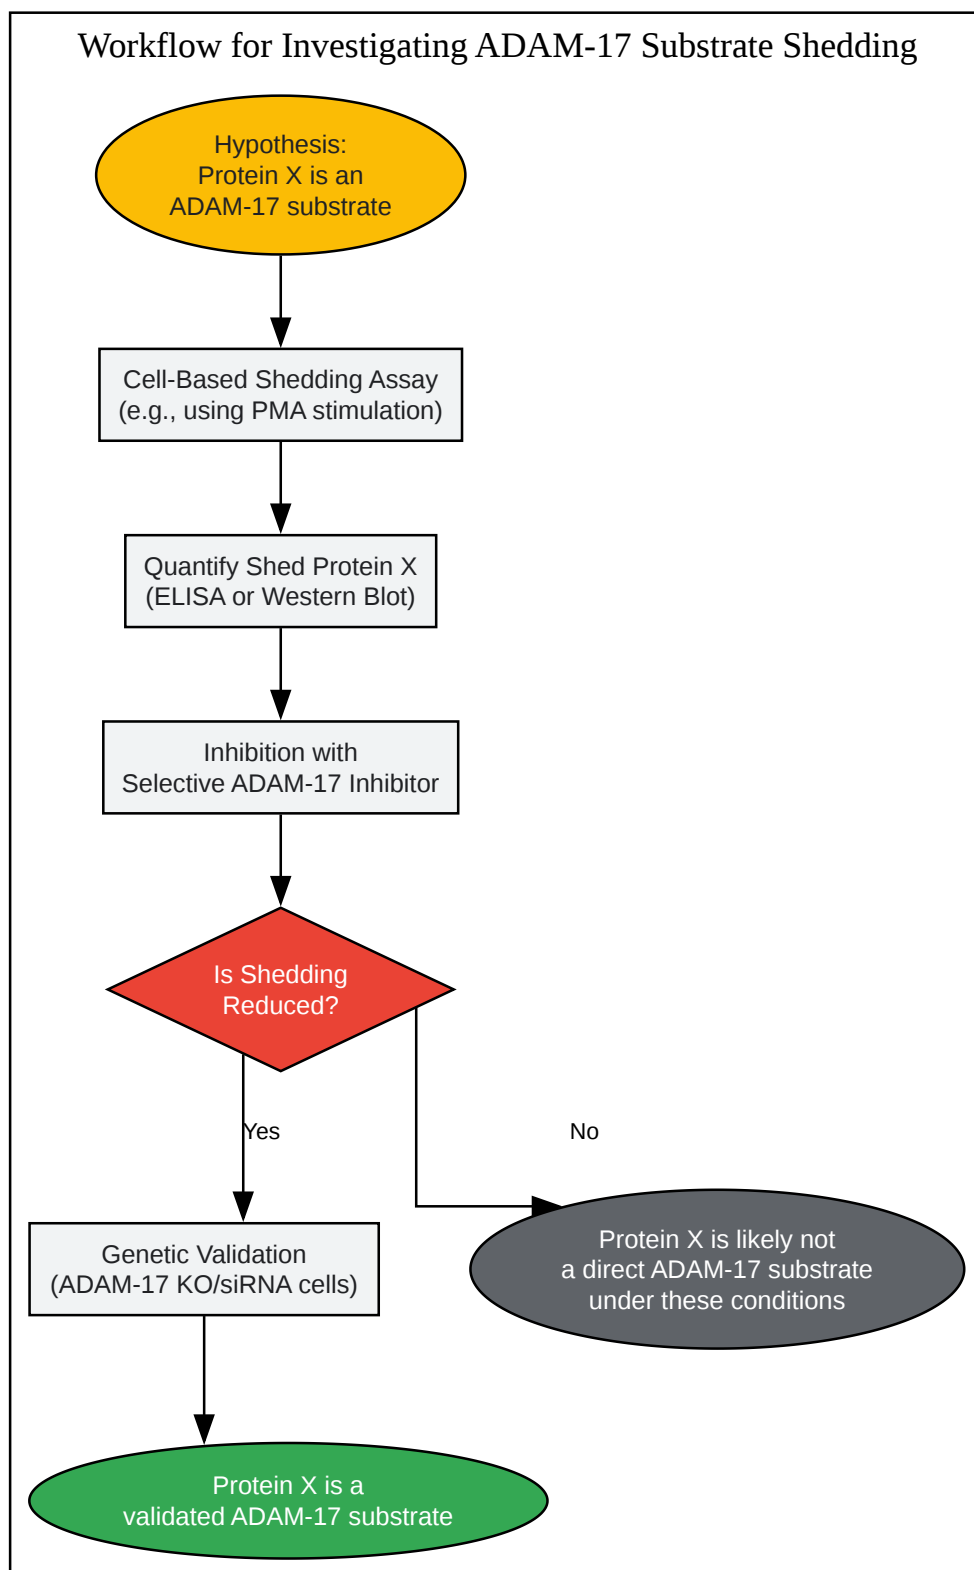 Workflow for Investigating ADAM-17 Substrate Shedding
Hypothesis:
Protein X is an
ADAM-17 substrate
Cell-Based Shedding Assay
(e.g., using PMA stimulation)
Quantify Shed Protein X
(ELISA or Western Blot)
Inhibition with
Selective ADAM-17 Inhibitor
Is Shedding
Reduced?
Yes
No
Genetic Validation
(ADAM-17 KO/siRNA cells)
Protein X is likely not
a direct ADAM-17 substrate
under these conditions
Protein X is a
validated ADAM-17 substrate